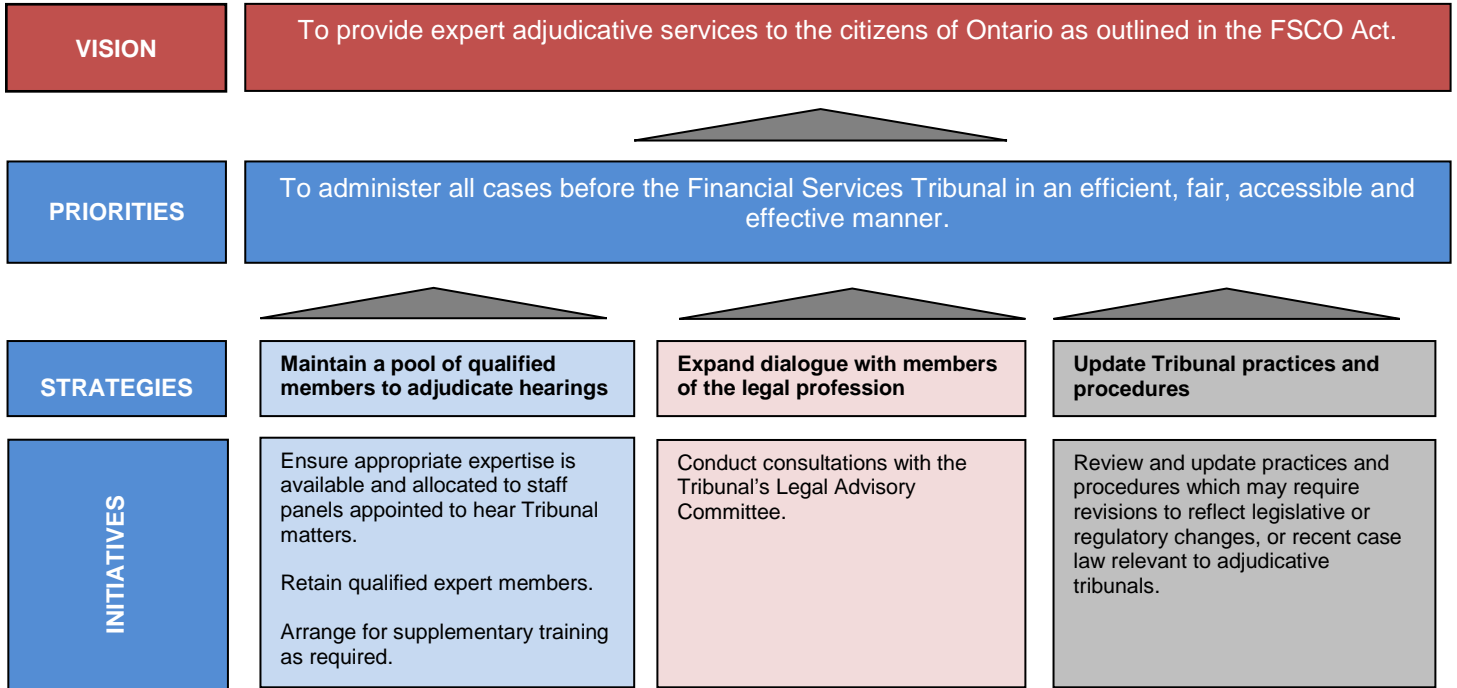 VISION
To provide expert adjudicative services to the citizens of Ontario as outlined in the FSCO Act.
PRIORITIES
To administer all cases before the Financial Services Tribunal in an efficient, fair, accessible and
effective manner.
STRATEGIES
Maintain a pool of qualified
members to adjudicate hearings
Expand dialogue with members
of the legal profession
Update Tribunal practices and
procedures
INITIATIVES
Ensure appropriate expertise is
available and allocated to staff
panels appointed to hear Tribunal
matters.
Retain qualified expert members.
Arrange for supplementary training
as required.
Conduct consultations with the
Tribunal’s Legal Advisory
Committee.
Review and update practices and
procedures which may require
revisions to reflect legislative or
regulatory changes, or recent case
law relevant to adjudicative
tribunals.